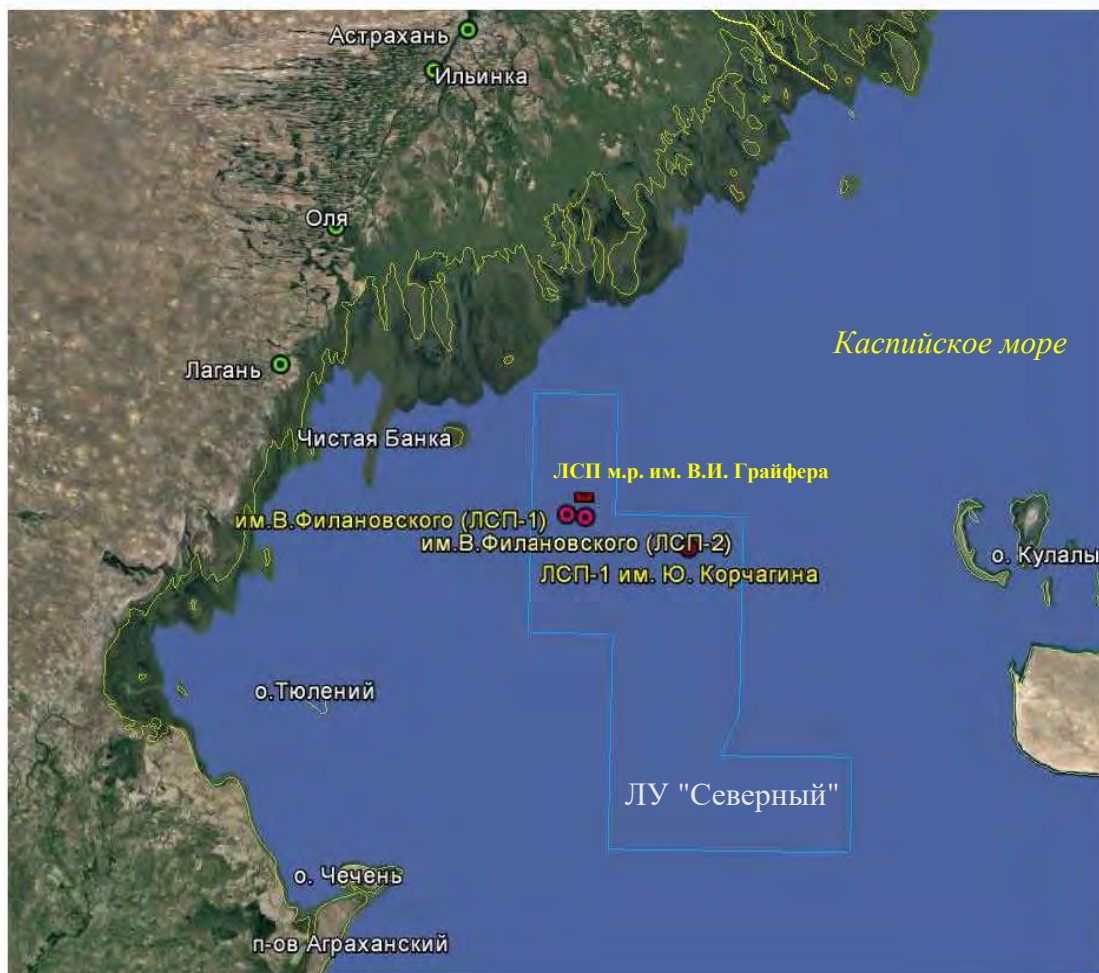 Астрахань
Ильинка
Оля
Каспийское море
Лагань
Чистая Банка
ЛСП м.р. им. В.И. Грайфера
им.В.Филановского (ЛСП-1)
им.В.Филановского (ЛСП-2)
о. Кулалы
ЛСП-1 им. Ю. Корчагина
о.Тюлений
ЛУ "Северный"
о. Чечень
п-ов Аграханский